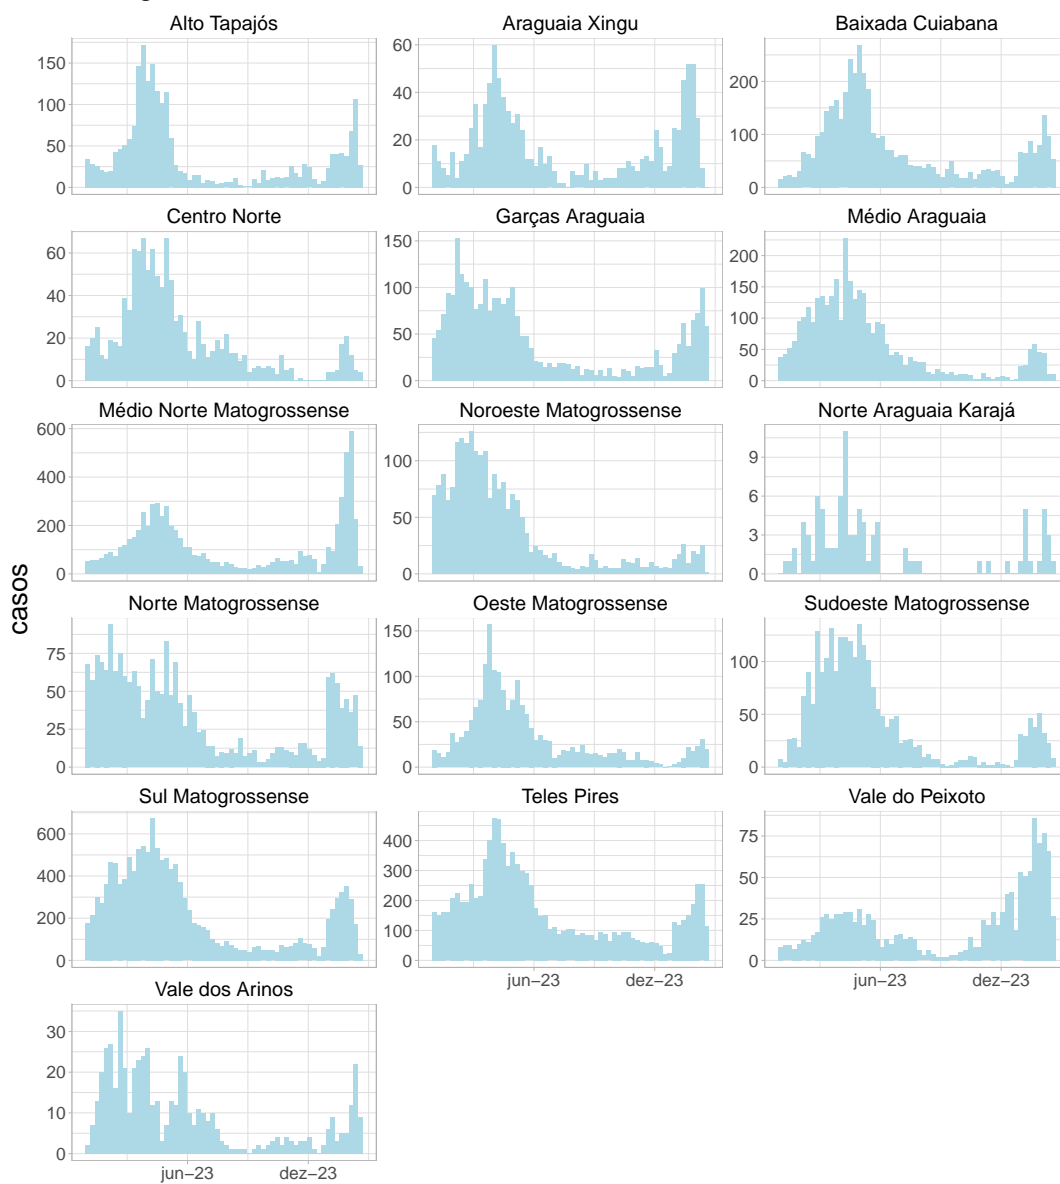 Alto Tapajós Araguaia Xingu Baixada Cuiabana
150 60 200
100 40 100
50 20
0 0 0
Centro Norte Garças Araguaia Médio Araguaia
60 150 200
40 100 150
20 50 100
0 0 50
0
Médio Norte Matogrossense Noroeste Matogrossense Norte Araguaia Karajá
600 100 9
400 50 6
200 0 3
0 0
casos
Norte Matogrossense Oeste Matogrossense Sudoeste Matogrossense
75 150 100
50 100 50
25 50 0
0 0
Sul Matogrossense Teles Pires Vale do Peixoto
600 400 75
400 300 50
200 200 25
0 100 0
0
jun−23 dez−23 jun−23 dez−23
Vale dos Arinos
30
20
10
0
jun−23 dez−23